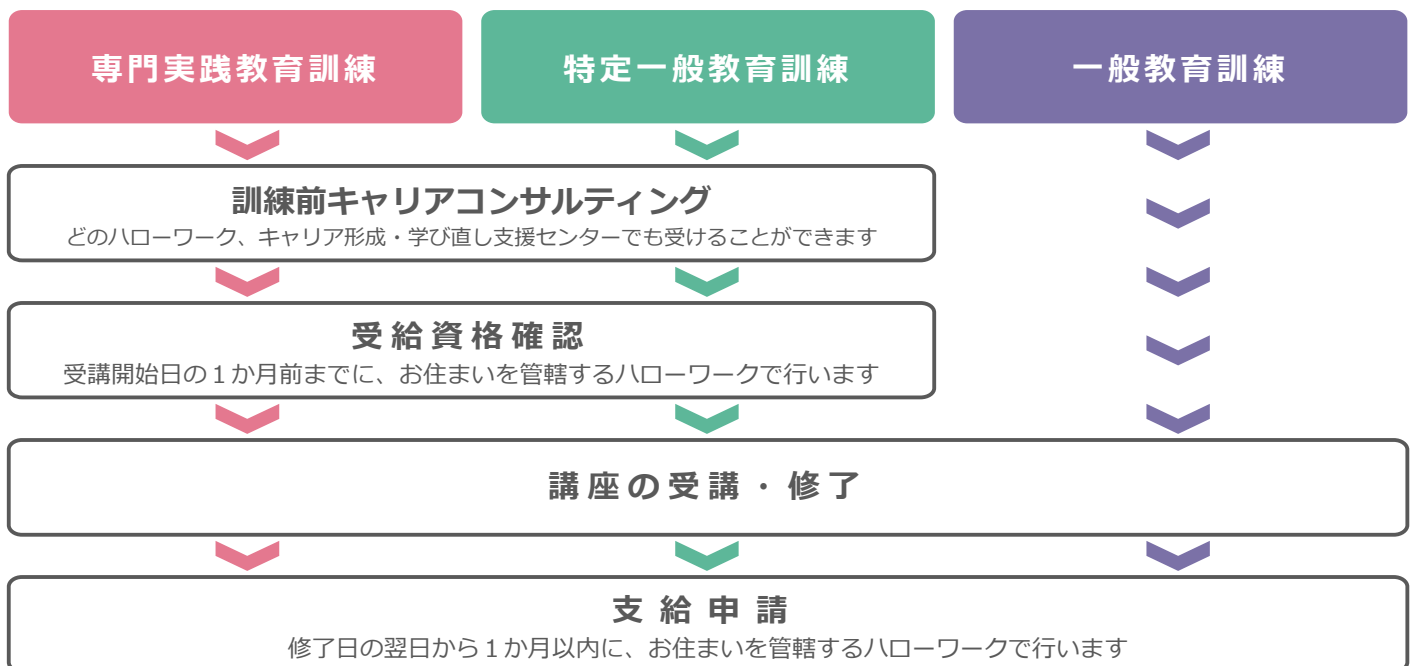 専門実践教育訓練
特定一般教育訓練
一般教育訓練
訓練前キャリアコンサルティング
どのハローワーク、キャリア形成・学び直し支援センターでも受けることができます
受給資格確認
受講開始日の１か月前までに、お住まいを管轄するハローワークで行います
講座の受講・修了
支給申請
修了日の翌日から１か月以内に、お住まいを管轄するハローワークで行います